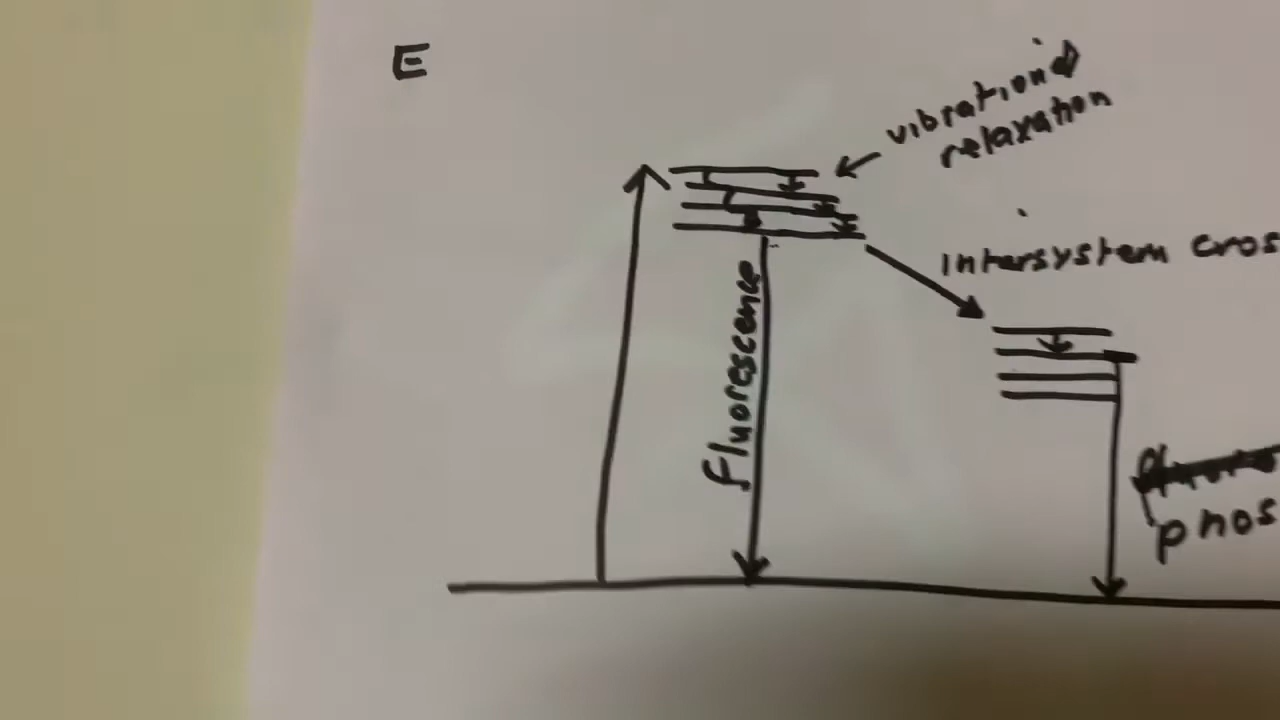 E
vibrational
relaxation
Intersystem cros
fluorescence
phos